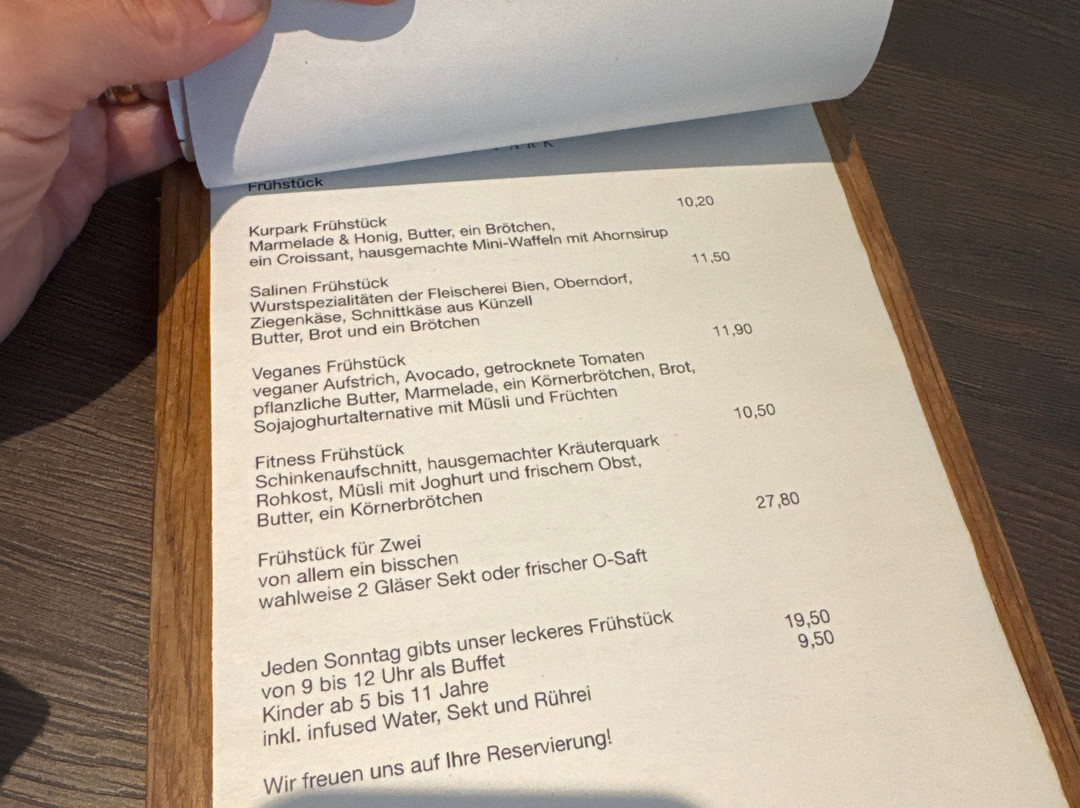 Frühstück
Kurpark Frühstück 10,20
Marmelade & Honig, Butter, ein Brötchen,
ein Croissant, hausgemachte Mini-Waffeln mit Ahornsirup
Salinen Frühstück 11,50
Wurstspezialitäten der Fleischerei Bien, Oberndorf,
Ziegenkäse, Schnittkäse aus Künzell
Butter, Brot und ein Brötchen
Veganes Frühstück 11,90
veganer Aufstrich, Avocado, getrocknete Tomaten
pflanzliche Butter, Marmelade, ein Körnerbrötchen, Brot,
Sojajoghurtalternative mit Müsli und Früchten
Fitness Frühstück 10,50
Schinkenaufschnitt, hausgemachter Kräuterquark
Rohkost, Müsli mit Joghurt und frischem Obst,
Butter, ein Körnerbrötchen
Frühstück für Zwei 27,80
von allem ein bisschen
wahlweise 2 Gläser Sekt oder frischer O-Saft
Jeden Sonntag gibts unser leckeres Frühstück
von 9 bis 12 Uhr als Buffet 19,50
Kinder ab 5 bis 11 Jahre 9,50
inkl. infused Water, Sekt und Rührei
Wir freuen uns auf Ihre Reservierung!